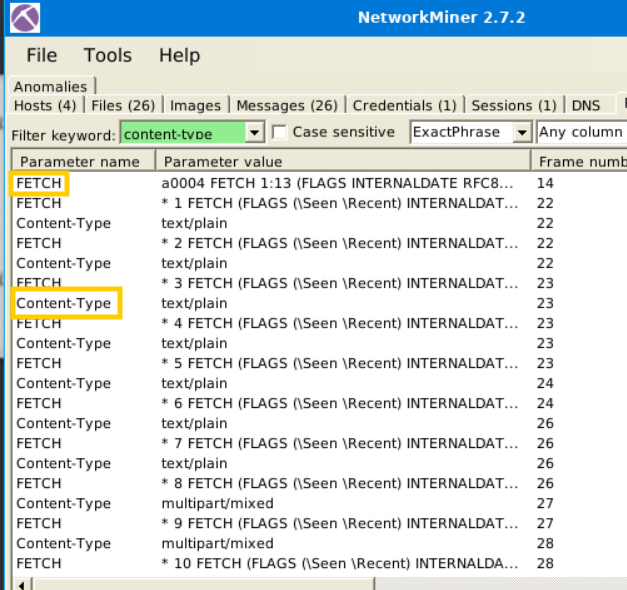 NetworkMiner 2.7.2
File Tools Help
Anomalies
Hosts (4) Files (26) Images Messages (26) Credentials (1) Sessions (1) DNS
Filter keyword: content-type Case sensitive ExactPhrase Any column
Parameter name Parameter value Frame numb
FETCH a0004 FETCH 1:13 (FLAGS INTERNALDATE RFC8... 14
FETCH * 1 FETCH (FLAGS (\Seen \Recent) INTERNALDAT... 22
Content-Type text/plain 22
FETCH * 2 FETCH (FLAGS (\Seen \Recent) INTERNALDAT... 22
Content-Type text/plain 22
FETCH * 3 FETCH (FLAGS (\Seen \Recent) INTERNALDAT... 23
Content-Type text/plain 23
FETCH * 4 FETCH (FLAGS (\Seen \Recent) INTERNALDAT... 23
Content-Type text/plain 23
FETCH * 5 FETCH (FLAGS (\Seen \Recent) INTERNALDAT... 23
Content-Type text/plain 24
FETCH * 6 FETCH (FLAGS (\Seen \Recent) INTERNALDAT... 24
Content-Type text/plain 26
FETCH * 7 FETCH (FLAGS (\Seen \Recent) INTERNALDAT... 26
Content-Type text/plain 26
FETCH * 8 FETCH (FLAGS (\Seen \Recent) INTERNALDAT... 26
Content-Type multipart/mixed 27
FETCH * 9 FETCH (FLAGS (\Seen \Recent) INTERNALDAT... 27
Content-Type multipart/mixed 28
FETCH * 10 FETCH (FLAGS (\Seen \Recent) INTERNALDA... 28